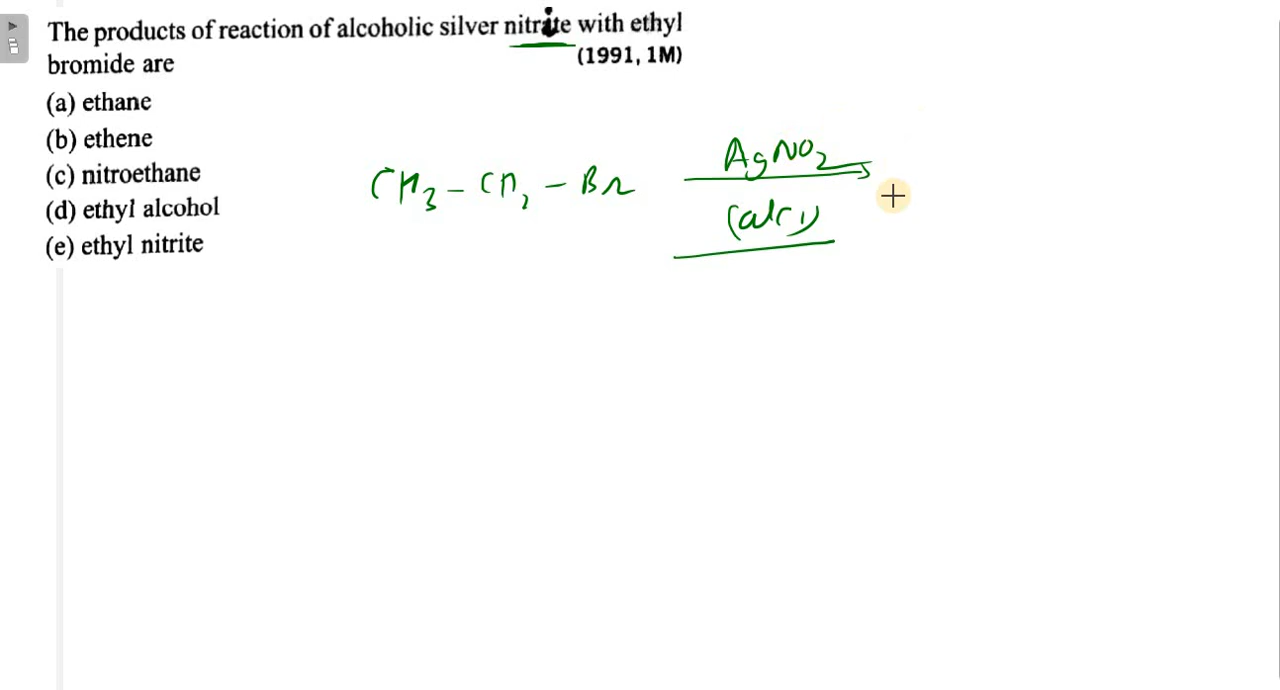 The products of reaction of alcoholic silver nitrite with ethyl
bromide are
(1991, 1M)
(a) ethane
(b) ethene
(c) nitroethane
(d) ethyl alcohol
(e) ethyl nitrite
CH3 - CH2 - Br
AgNO2
(alc)